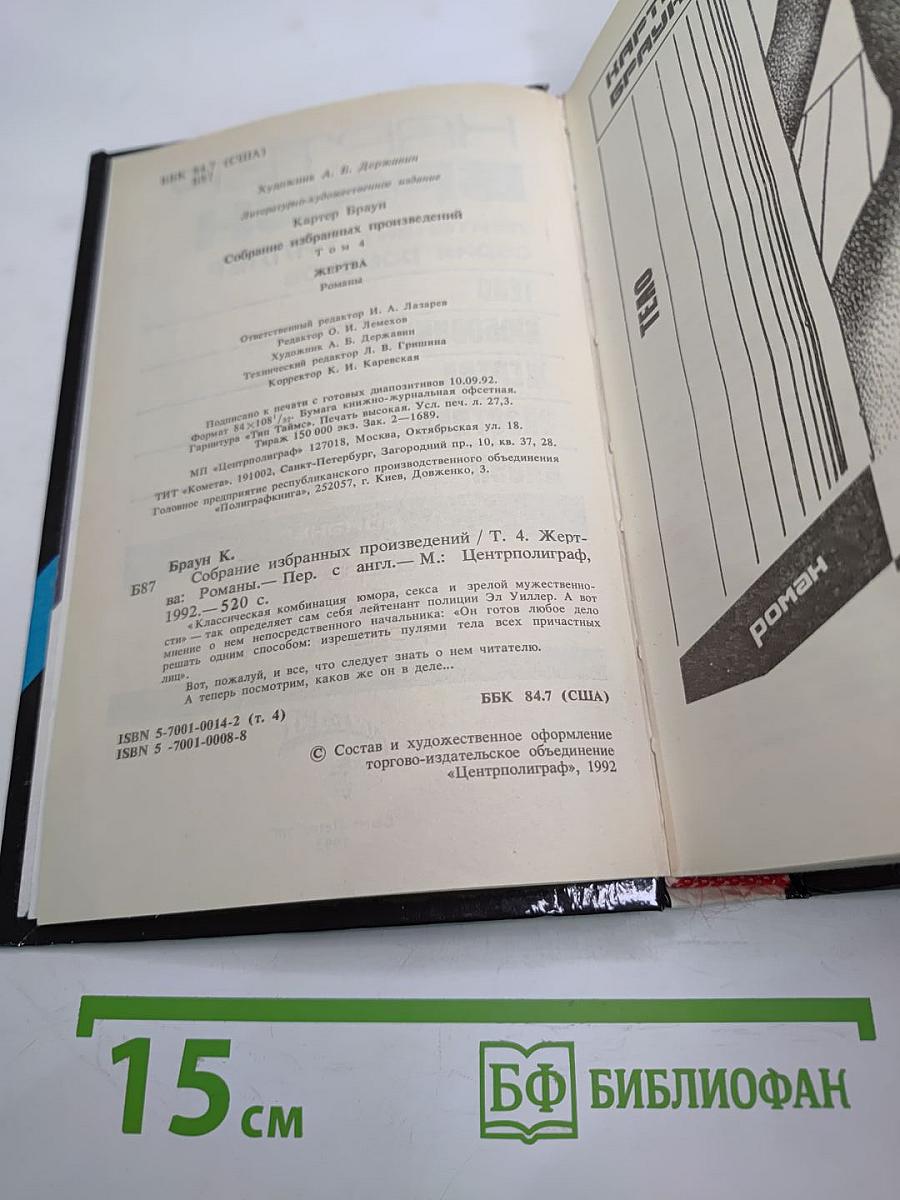 ББК 84.7 (США)
Б87
Художник А. Б. Державин
Литературно-художественное издание
Картер Браун
Собрание избранных произведений
Том 4
ЖЕРТВА
Романы
Ответственный редактор И. А. Лазарев
Редактор О. И. Лемехов
Художник А. Б. Державин
Технический редактор Л. В. Гришина
Корректор К. И. Каревская
Подписано к печати с готовых диапозитивов 10.09.92.
Формат 84×108¹/₃₂. Бумага книжно-журнальная офсетная.
Гарнитура «Тип Таймс». Печать высокая. Усл. печ. л. 27,3.
Тираж 150 000 экз. Зак. 2—1689.
МП «Центрполиграф» 127018, Москва, Октябрьская ул. 18.
ТИТ «Комета». 191002, Санкт-Петербург, Загородний пр., 10, кв. 37, 28.
Головное предприятие республиканского производственного объединения
«Полиграфкнига», 252057, г. Киев, Довженко, 3.
Браун К.
Б87 Собрание избранных произведений / Т. 4. Жерт-
ва: Романы.— Пер. с англ.— М.: Центрполиграф,
1992.— 520 с.
«Классическая комбинация юмора, секса и зрелой мужественно-
сти» — так определяет сам себя лейтенант полиции Эл Уиллер. А вот
мнение о нем непосредственного начальника: «Он готов любое дело
решать одним способом: изрешетить пулями тела всех причастных
лиц».
Вот, пожалуй, и все, что следует знать о нем читателю.
А теперь посмотрим, каков же он в деле...
ББК 84.7 (США)
ISBN 5-7001-0014-2 (т. 4)
ISBN 5 -7001-0008-8
© Состав и художественное оформление
торгово-издательское объединение
«Центрполиграф», 1992
БРАУН
ТЕЛО
роман
15 см
БФ БИБЛИОФАН